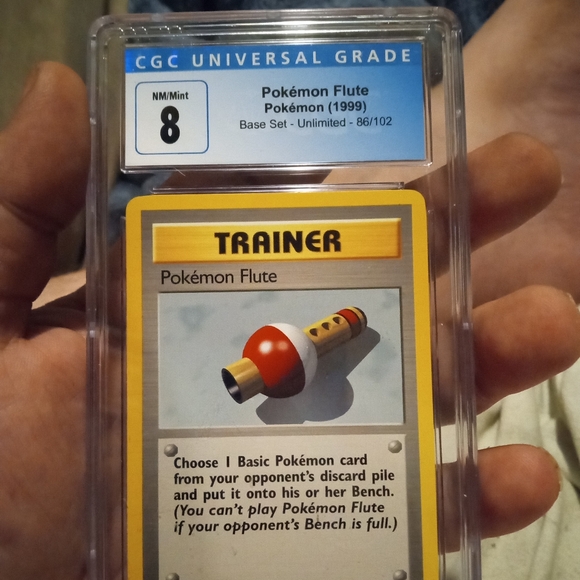 CGC UNIVERSAL GRADE
NM/Mint
8
Pokémon Flute
Pokémon (1999)
Base Set - Unlimited - 86/102
TRAINER
Pokémon Flute
Choose 1 Basic Pokémon card
from your opponent's discard pile
and put it onto his or her Bench.
(You can't play Pokémon Flute
if your opponent's Bench is full.)